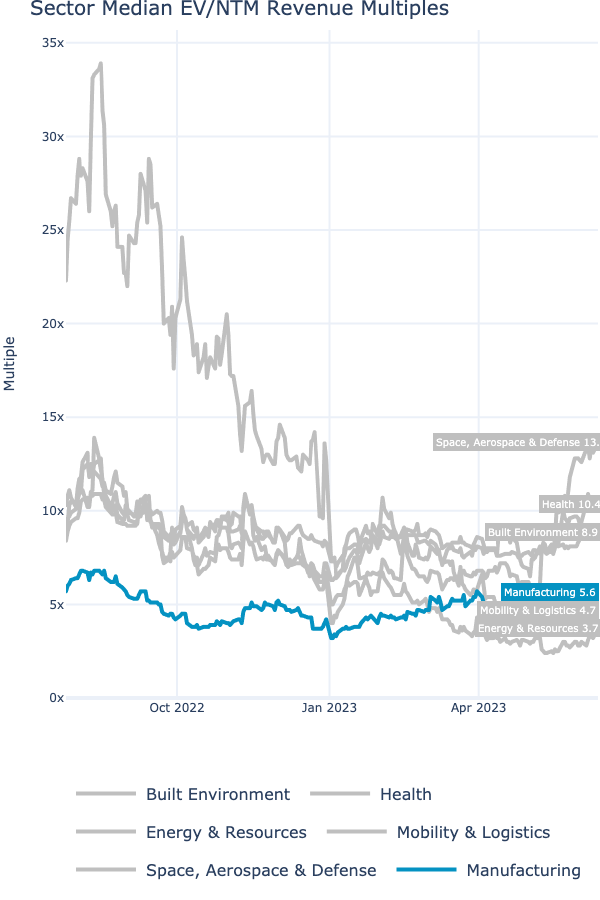 Sector Median EV/NTM Revenue Multiples
35x
30x
25x
20x
15x
10x
5x
0x
Multiple
Space, Aerospace & Defense 13.
Health 10.4
Built Environment 8.9
Manufacturing 5.6
Mobility & Logistics 4.7
Energy & Resources 3.7
Oct 2022
Jan 2023
Apr 2023
Built Environment
Health
Energy & Resources
Mobility & Logistics
Space, Aerospace & Defense
Manufacturing